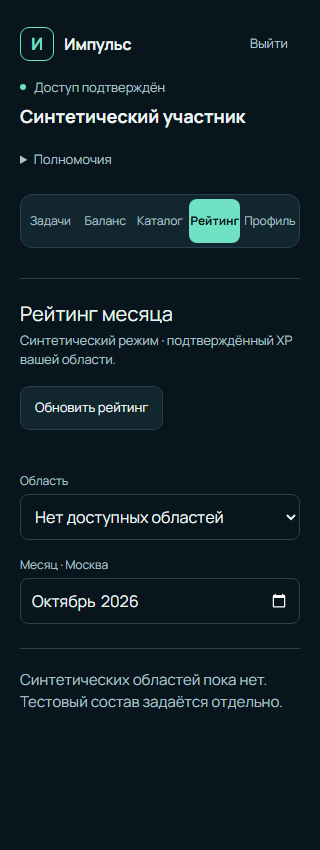 И Импульс
Выйти
Доступ подтверждён
Синтетический участник
Полномочия
Задачи Баланс Каталог Рейтинг Профиль
Рейтинг месяца
Синтетический режим · подтверждённый XP
вашей области.
Обновить рейтинг
Область
Нет доступных областей
Месяц · Москва
Октябрь 2026
Синтетических областей пока нет.
Тестовый состав задаётся отдельно.